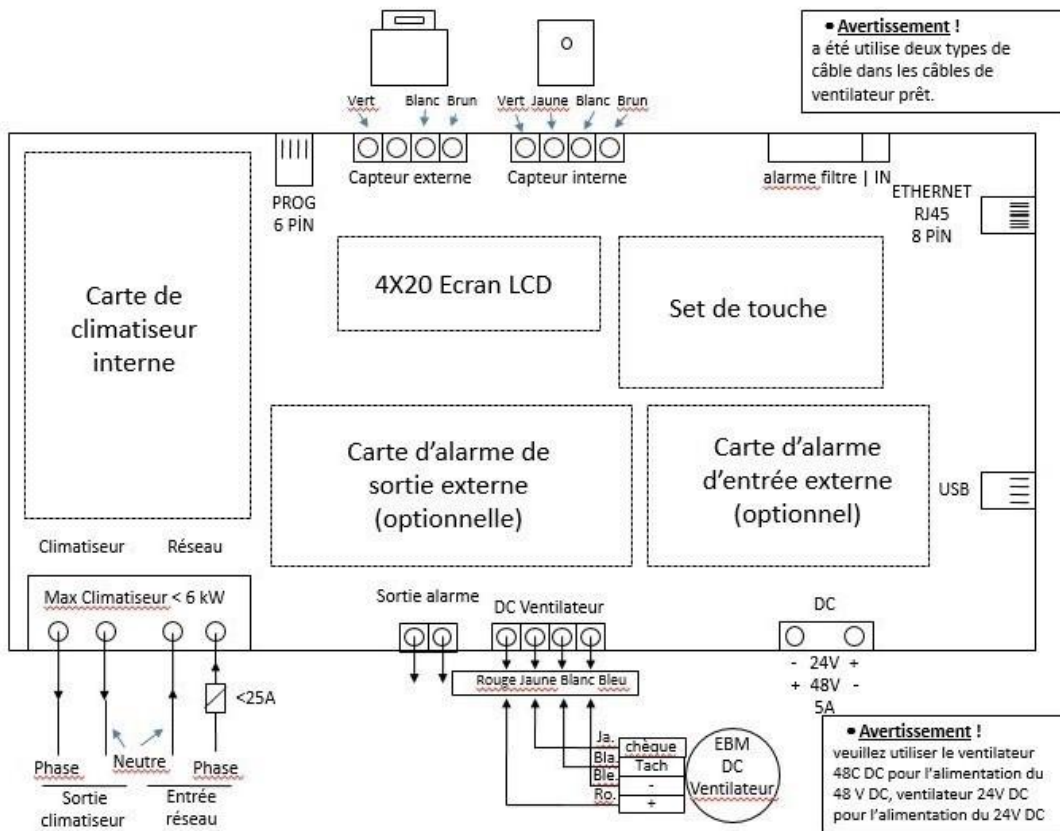 • Avertissement !
a été utilise deux types de
câble dans les câbles de
ventilateur prêt.
Vert Blanc Brun
Vert Jaune Blanc Brun
Capteur externe
Capteur interne
alarme filtre | IN
PROG
6 PİN
ETHERNET
RJ45
8 PİN
Carte de
climatiseur
interne
4X20 Ecran LCD
Set de touche
Carte d’alarme de
sortie externe
(optionnelle)
Carte d’alarme
d’entrée externe
(optionnel)
USB
Climatiseur
Réseau
Max Climatiseur < 6 kW
Sortie alarme
DC Ventilateur
DC
- 24V +
+ 48V -
5A
Rouge Jaune Blanc Bleu
<25A
Phase
Neutre
Phase
Sortie
climatiseur
Entrée
réseau
Ja.
Bla.
Ble.
Ro.
chèque
Tach
-
+
EBM
DC
Ventilateur
• Avertissement !
veuillez utiliser le ventilateur
48C DC pour l’alimentation du
48 V DC, ventilateur 24V DC
pour l’alimentation du 24V DC